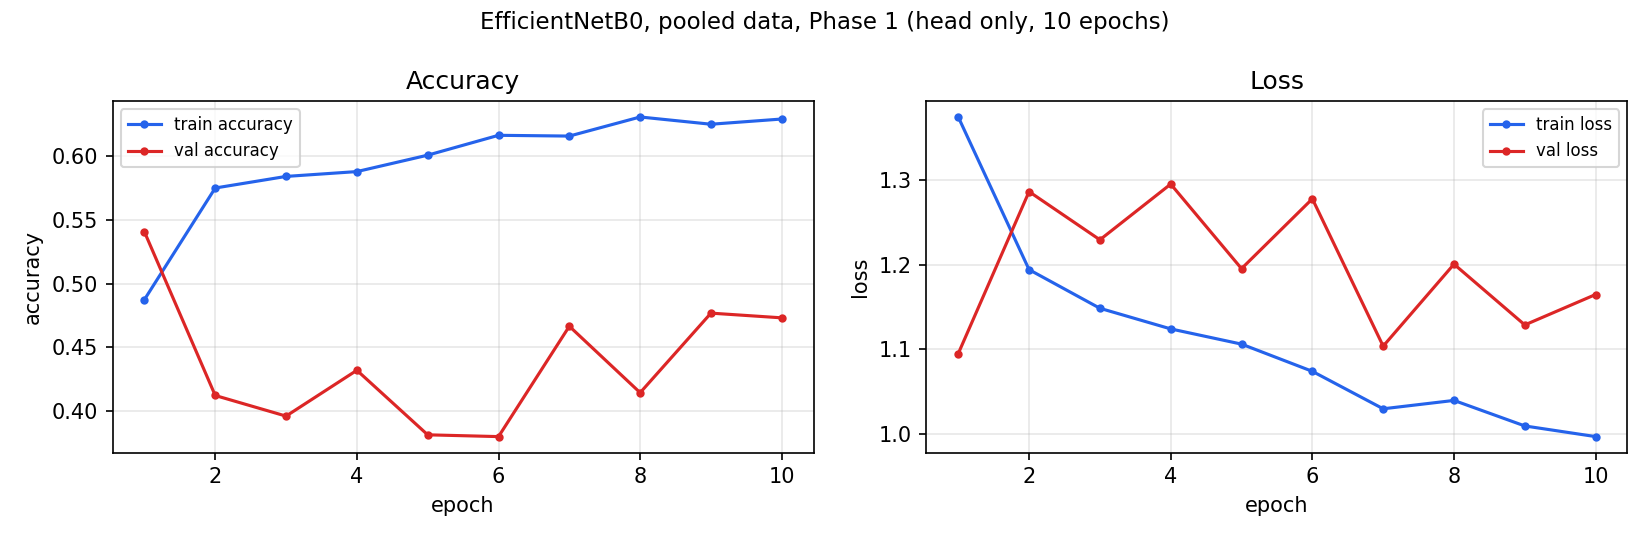 EfficientNetB0, pooled data, Phase 1 (head only, 10 epochs)
Accuracy
train accuracy
val accuracy
0.60
0.55
0.50
0.45
0.40
accuracy
2 4 6 8 10
epoch
Loss
train loss
val loss
1.3
1.2
1.1
1.0
loss
2 4 6 8 10
epoch